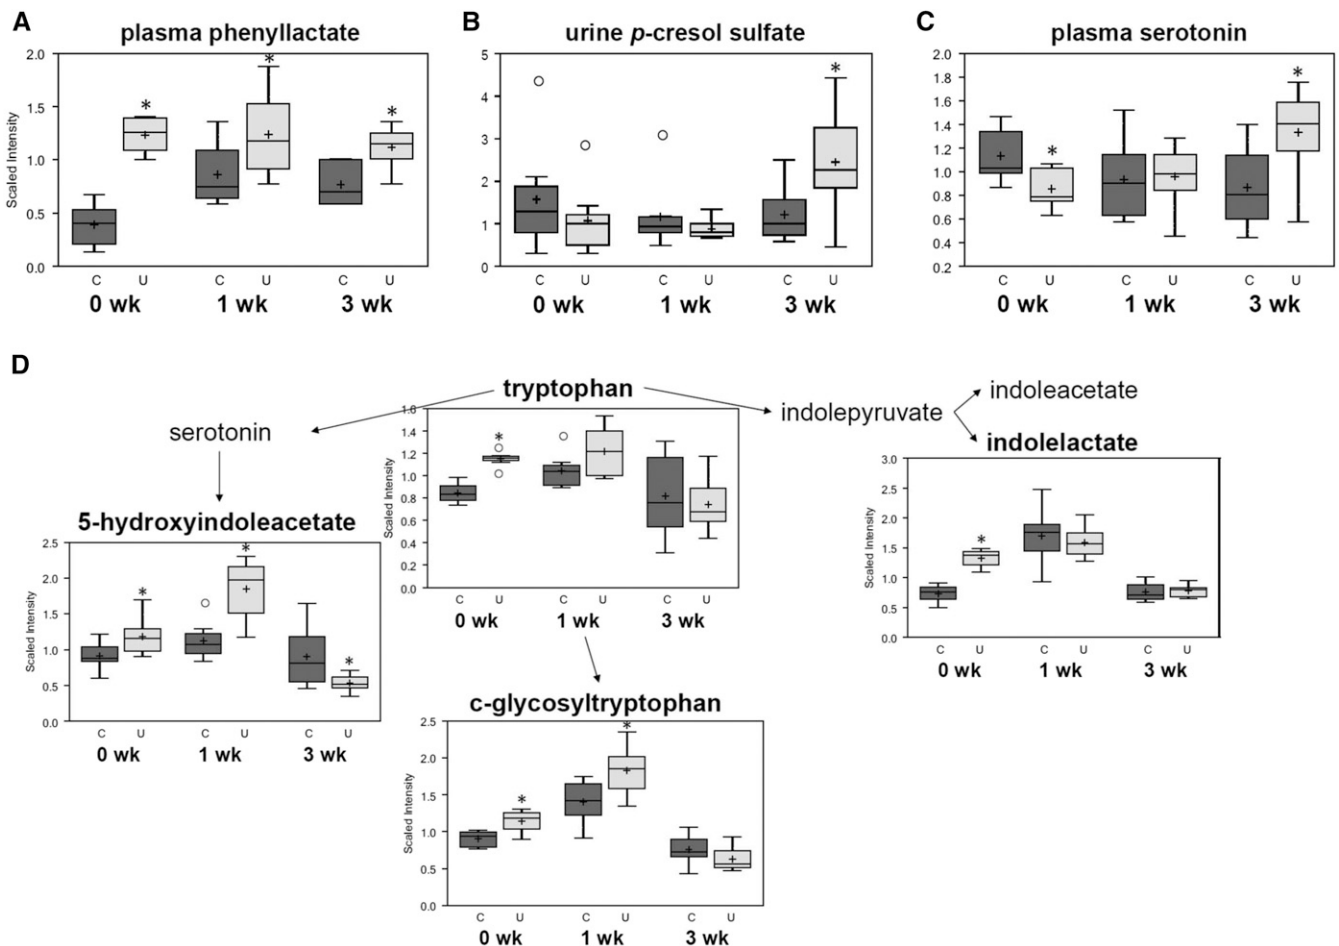 A
plasma phenyllactate
Scaled Intensity
2.0
1.5
1.0
0.5
0.0
*
*
*
C U C U C U
0 wk 1 wk 3 wk
B
urine p-cresol sulfate
5
4
3
2
1
0
*
C U C U C U
0 wk 1 wk 3 wk
C
plasma serotonin
2.0
1.8
1.6
1.4
1.2
1.0
0.8
0.6
0.4
0.2
*
*
C U C U C U
0 wk 1 wk 3 wk
D
tryptophan
Scaled Intensity
1.6
1.4
1.2
1.0
0.8
0.6
0.4
0.2
0.0
*
C U C U C U
0 wk 1 wk 3 wk
serotonin
5-hydroxyindoleacetate
Scaled Intensity
2.5
2.0
1.5
1.0
0.5
0.0
*
*
*
C U C U C U
0 wk 1 wk 3 wk
indolepyruvate
indoleacetate
indolelactate
Scaled Intensity
3.0
2.5
2.0
1.5
1.0
0.5
0.0
*
C U C U C U
0 wk 1 wk 3 wk
c-glycosyltryptophan
Scaled Intensity
2.5
2.0
1.5
1.0
0.5
0.0
*
*
C U C U C U
0 wk 1 wk 3 wk